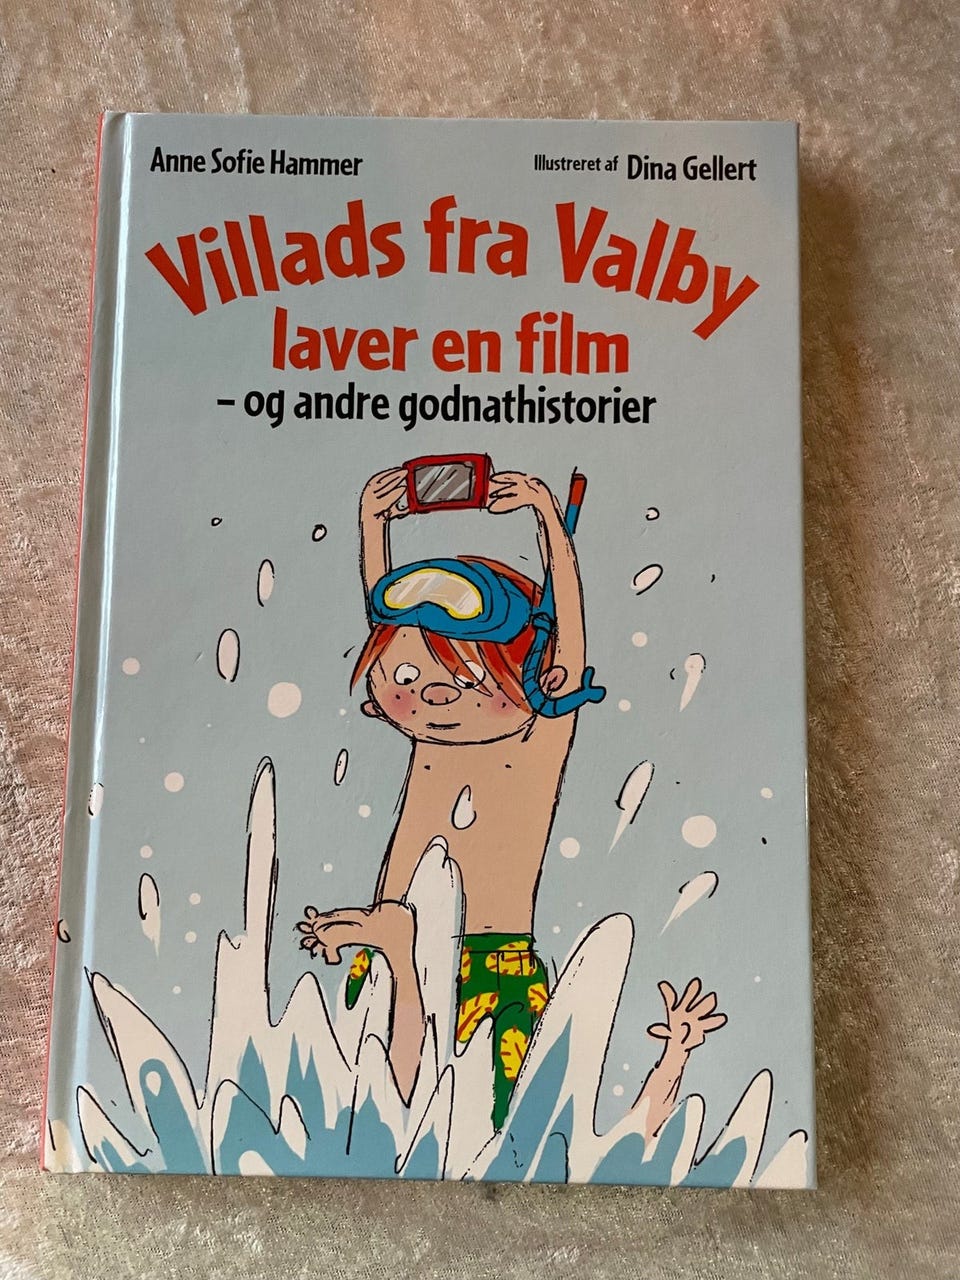 Anne Sofie Hammer
Illustreret af Dina Gellert
Villads fra Valby
laver en film
– og andre godnathistorier